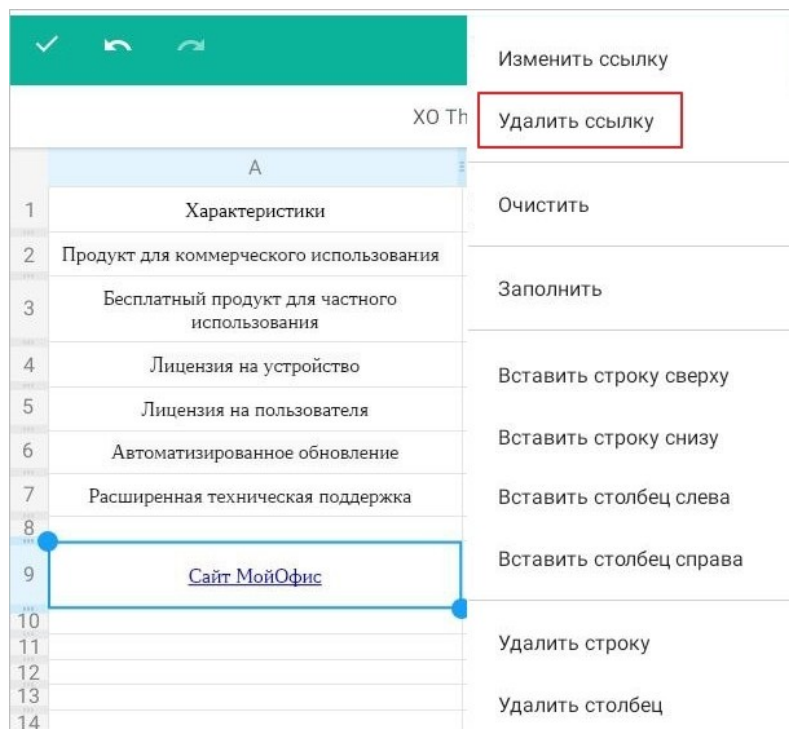 XO Th
A
1 Характеристики
2 Продукт для коммерческого использования
3 Бесплатный продукт для частного
использования
4 Лицензия на устройство
5 Лицензия на пользователя
6 Автоматизированное обновление
7 Расширенная техническая поддержка
8
9 Сайт МойОфис
10
11
12
13
14
Изменить ссылку
Удалить ссылку
Очистить
Заполнить
Вставить строку сверху
Вставить строку снизу
Вставить столбец слева
Вставить столбец справа
Удалить строку
Удалить столбец